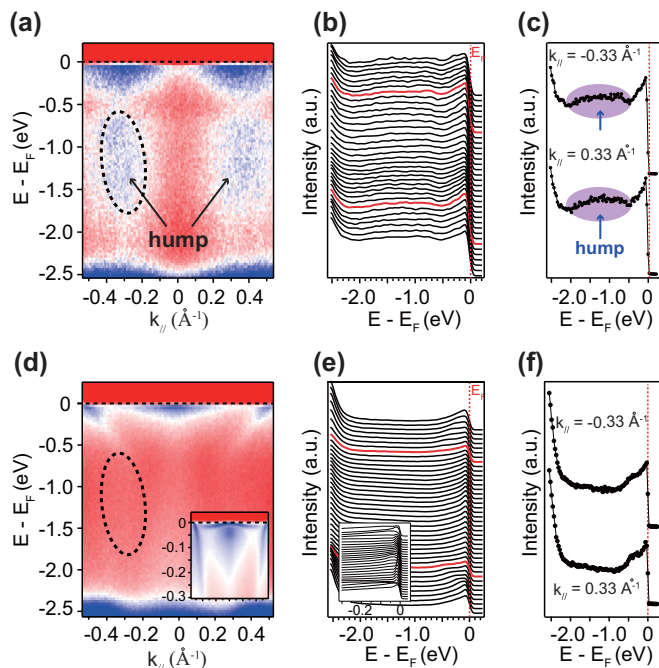 (a)
0
-0.5
-1.0
-1.5
-2.0
-2.5
E - E_F (eV)
hump
-0.4 -0.2 0 0.2 0.4
k_// (Å⁻¹)
(b)
E_F
Intensity (a.u.)
-2.0 -1.0 0
E - E_F (eV)
(c)
k_// = -0.33 Å⁻¹
k_// = 0.33 Å⁻¹
hump
Intensity (a.u.)
-2.0 -1.0 0
E - E_F (eV)
(d)
0
-0.5
-1.0
-1.5
-2.0
-2.5
E - E_F (eV)
0
-0.1
-0.2
-0.3
-0.4 -0.2 0 0.2 0.4
k_// (Å⁻¹)
(e)
E_F
Intensity (a.u.)
-0.2 0
-2.0 -1.0 0
E - E_F (eV)
(f)
k_// = -0.33 Å⁻¹
k_// = 0.33 Å⁻¹
Intensity (a.u.)
-2.0 -1.0 0
E - E_F (eV)